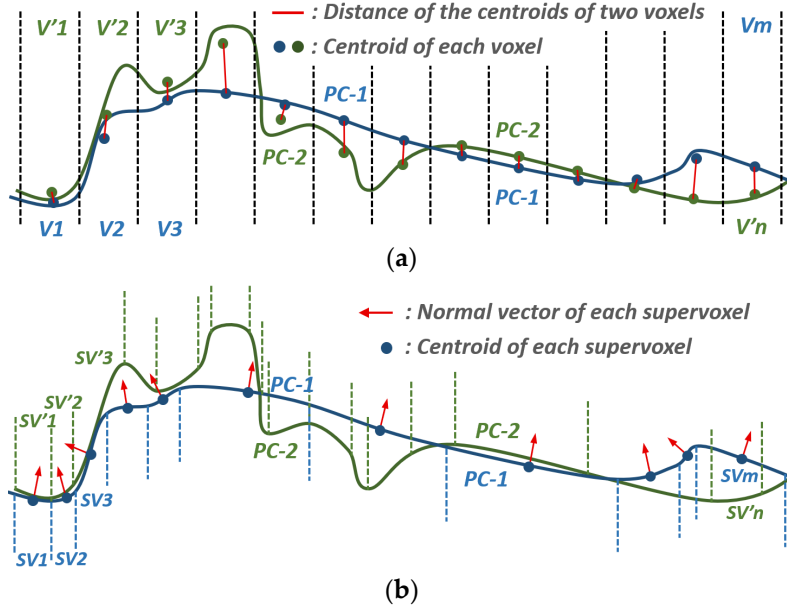 V'1 V'2 V'3 : Distance of the centroids of two voxels Vm
: Centroid of each voxel
PC-1
PC-2
PC-2
PC-1
V1 V2 V3 V'n
(a)
: Normal vector of each supervoxel
: Centroid of each supervoxel
SV'3
PC-1
SV'2
SV'1
PC-2
PC-2
PC-1
SVm
SV3
SV'n
SV1 SV2
(b)